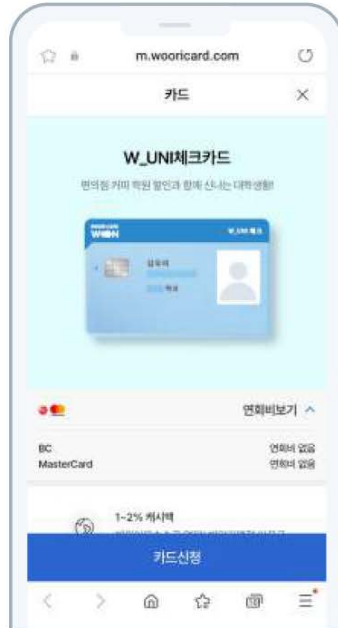 m.wooricard.com
카드
W_UNI체크카드
편의점 커피 학원 할인과 함께 신나는 대학생활!
W_UNI 체크
연회비보기
BC 연회비 없음
MasterCard 연회비 없음
1~2% 캐시백
카드신청